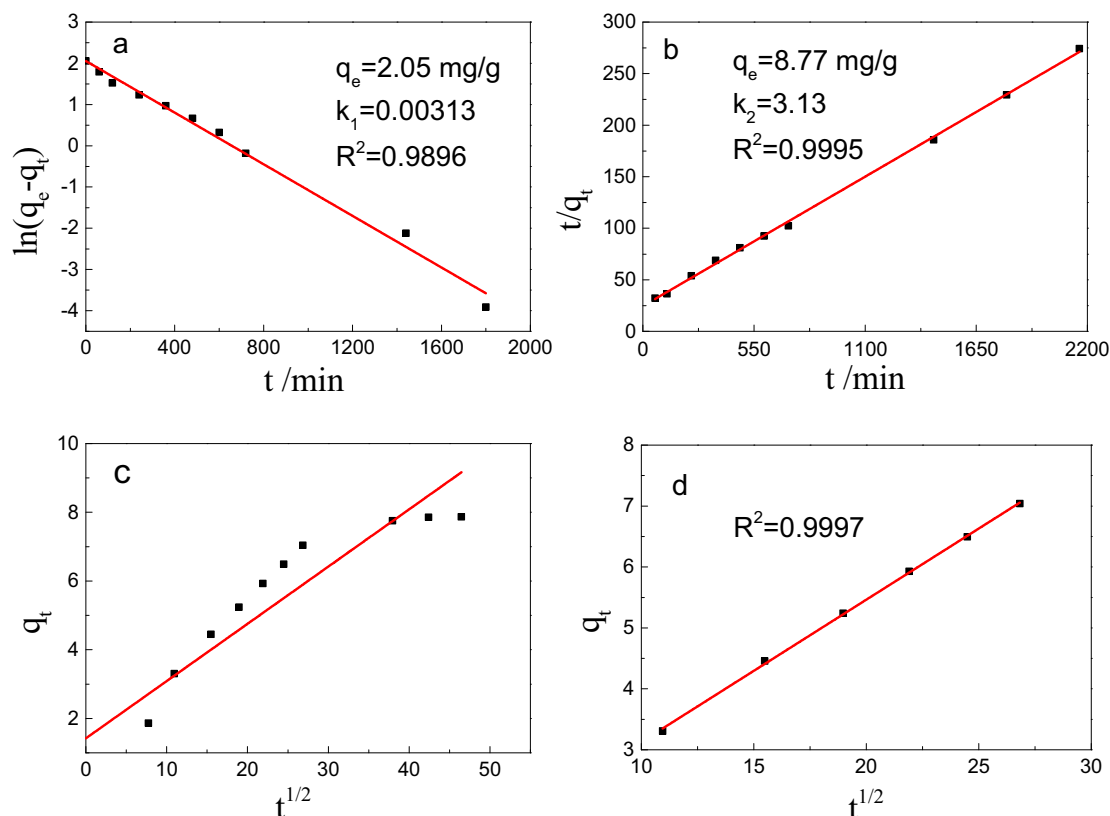 a
q_e=2.05 mg/g
k_1=0.00313
R^2=0.9896
ln(q_e-q_t)
3
2
1
0
-1
-2
-3
-4
0 400 800 1200 1600 2000
t /min
b
q_e=8.77 mg/g
k_2=3.13
R^2=0.9995
t/q_t
300
250
200
150
100
50
0
0 550 1100 1650 2200
t /min
c
q_t
10
8
6
4
2
0 10 20 30 40 50
t^1/2
d
R^2=0.9997
q_t
8
7
6
5
4
3
10 15 20 25 30
t^1/2